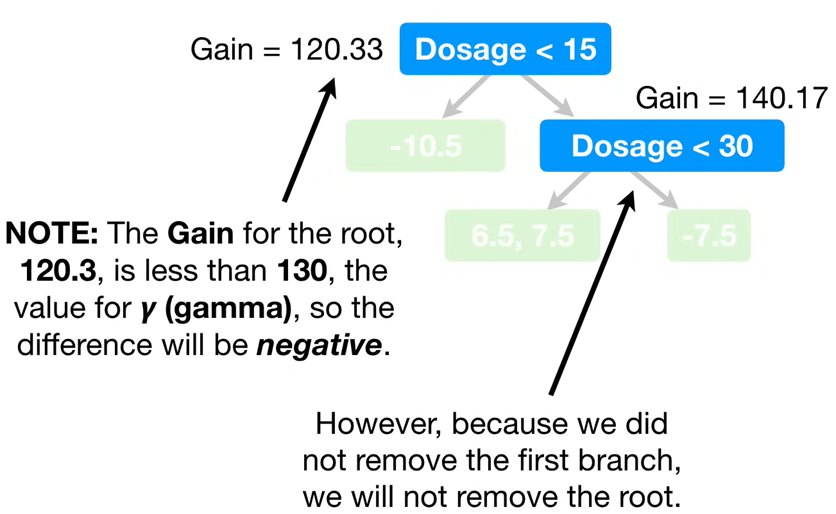 Gain = 120.33
Dosage < 15
Gain = 140.17
-10.5
Dosage < 30
6.5, 7.5
-7.5
NOTE: The Gain for the root,
120.3, is less than 130, the
value for γ (gamma), so the
difference will be negative.
However, because we did
not remove the first branch,
we will not remove the root.